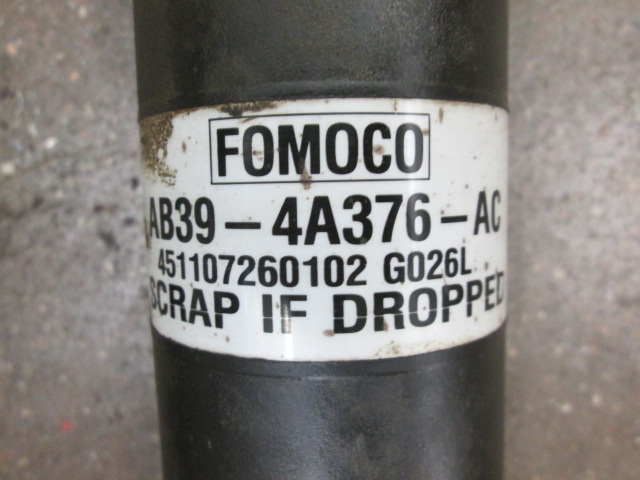 FOMOCO
AB39-4A376-AC
451107260102 G026L
SCRAP IF DROPPED